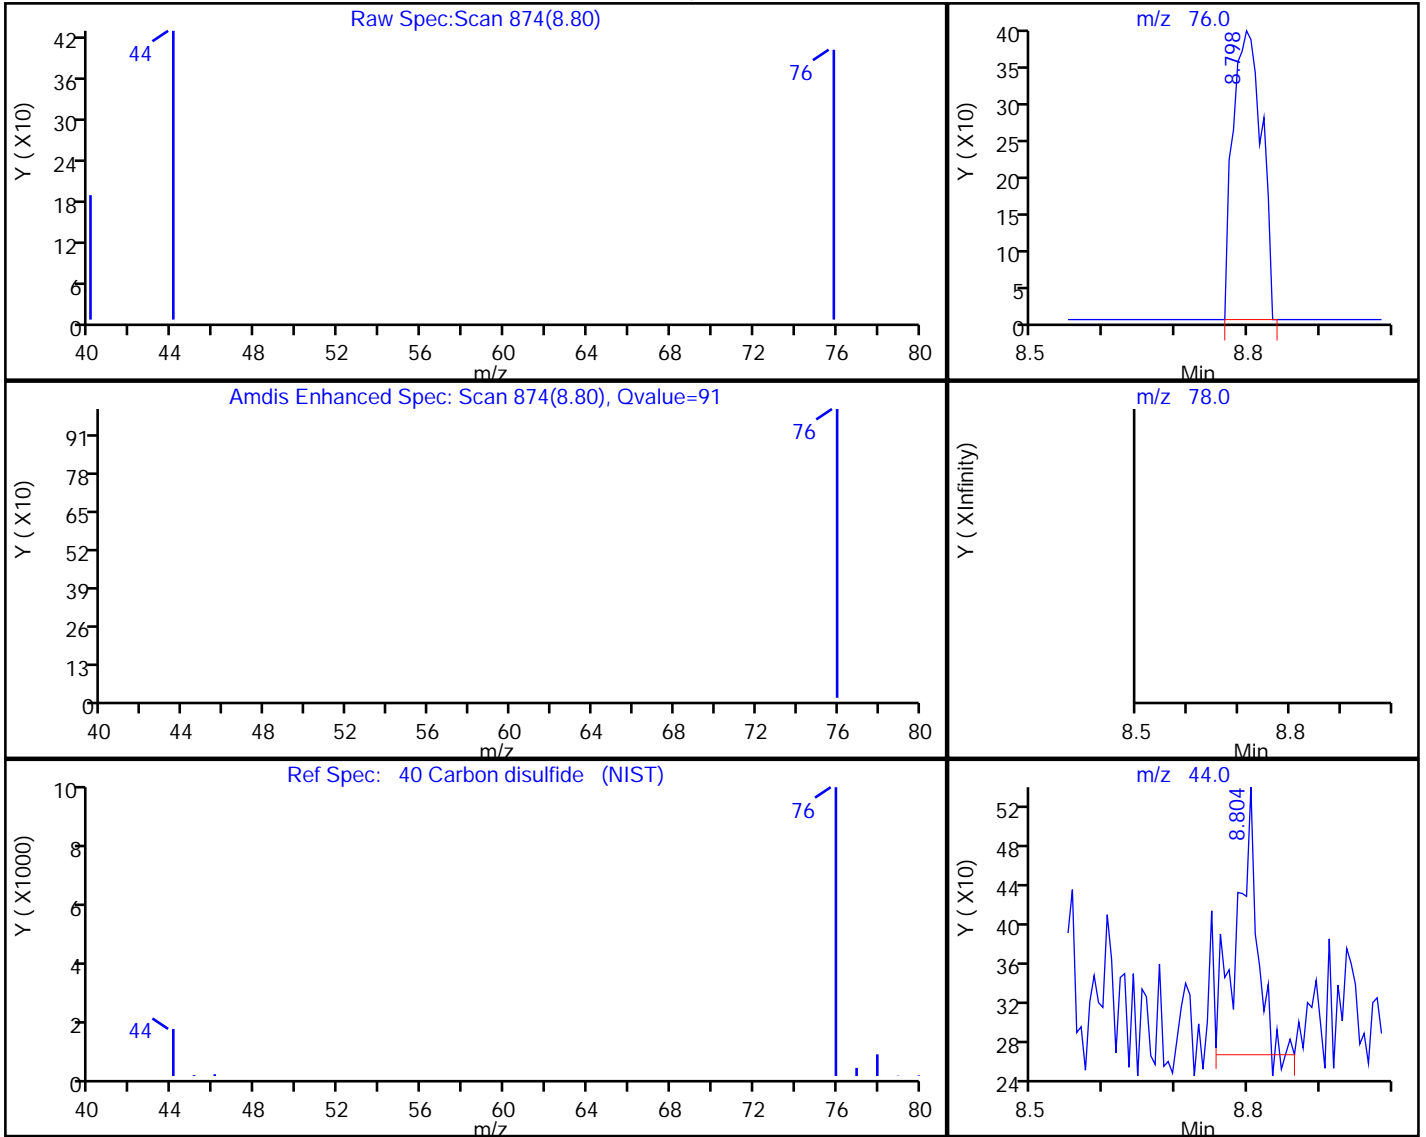 Raw Spec:Scan 874(8.80)
Y ( X10)
42
36
30
24
18
12
6
0
44
76
40 44 48 52 56 60 64 68 72 76 80
m/z
m/z 76.0
Y ( X10)
40
35
30
25
20
15
10
5
0
8.798
8.5 8.8
Min
Amdis Enhanced Spec: Scan 874(8.80), Qvalue=91
Y ( X10)
91
78
65
52
39
26
13
0
76
40 44 48 52 56 60 64 68 72 76 80
m/z
m/z 78.0
Y ( XInfinity)
8.5 8.8
Min
Ref Spec: 40 Carbon disulfide (NIST)
Y ( X1000)
10
8
6
4
2
0
44
76
40 44 48 52 56 60 64 68 72 76 80
m/z
m/z 44.0
Y ( X10)
52
48
44
40
36
32
28
24
8.804
8.5 8.8
Min